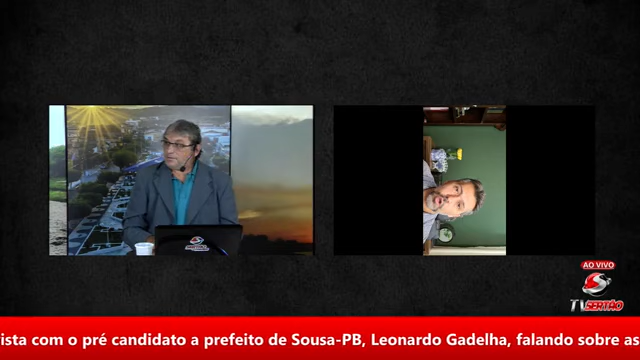 AO VIVO
TV SERTÃO
ista com o pré candidato a prefeito de Sousa-PB, Leonardo Gadelha, falando sobre as